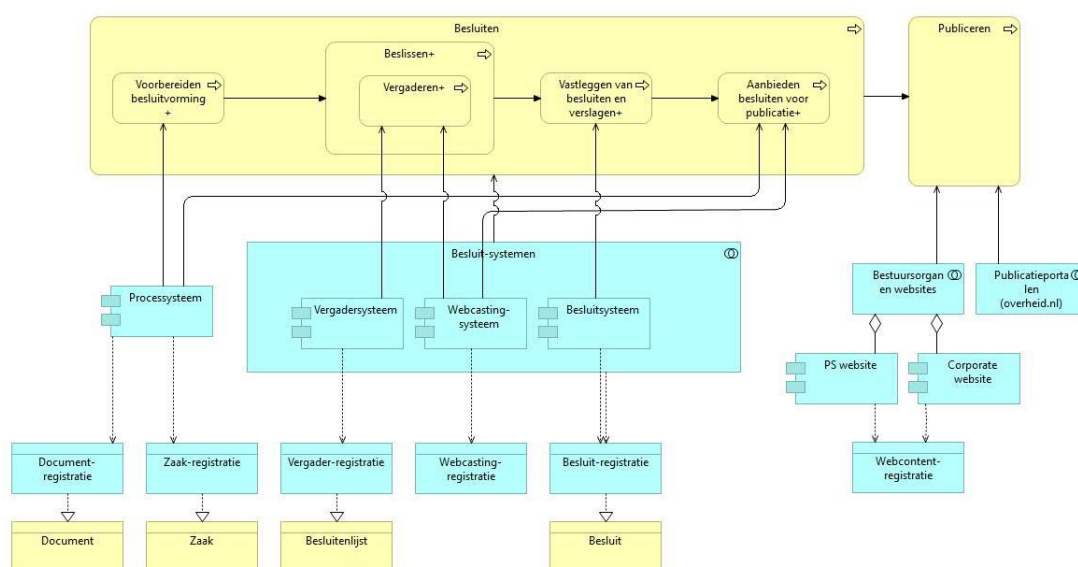 Besluiten
Publiceren
Beslissen+
Voorbereiden
besluitvorming
+
Vergaderen+
Vastleggen van
besluiten en
verslagen+
Aanbieden
besluiten voor
publicatie+
Besluit-systemen
Processysteem
Vergadersysteem
Webcasting-
systeem
Besluitsysteem
Bestuursorgan
en websites
Publicatieporta
len
(overheid.nl)
PS website
Corporate
website
Document-
registratie
Zaak-registratie
Vergader-registratie
Webcasting-
registratie
Besluit-registratie
Webcontent-
registratie
Document
Zaak
Besluitenlijst
Besluit